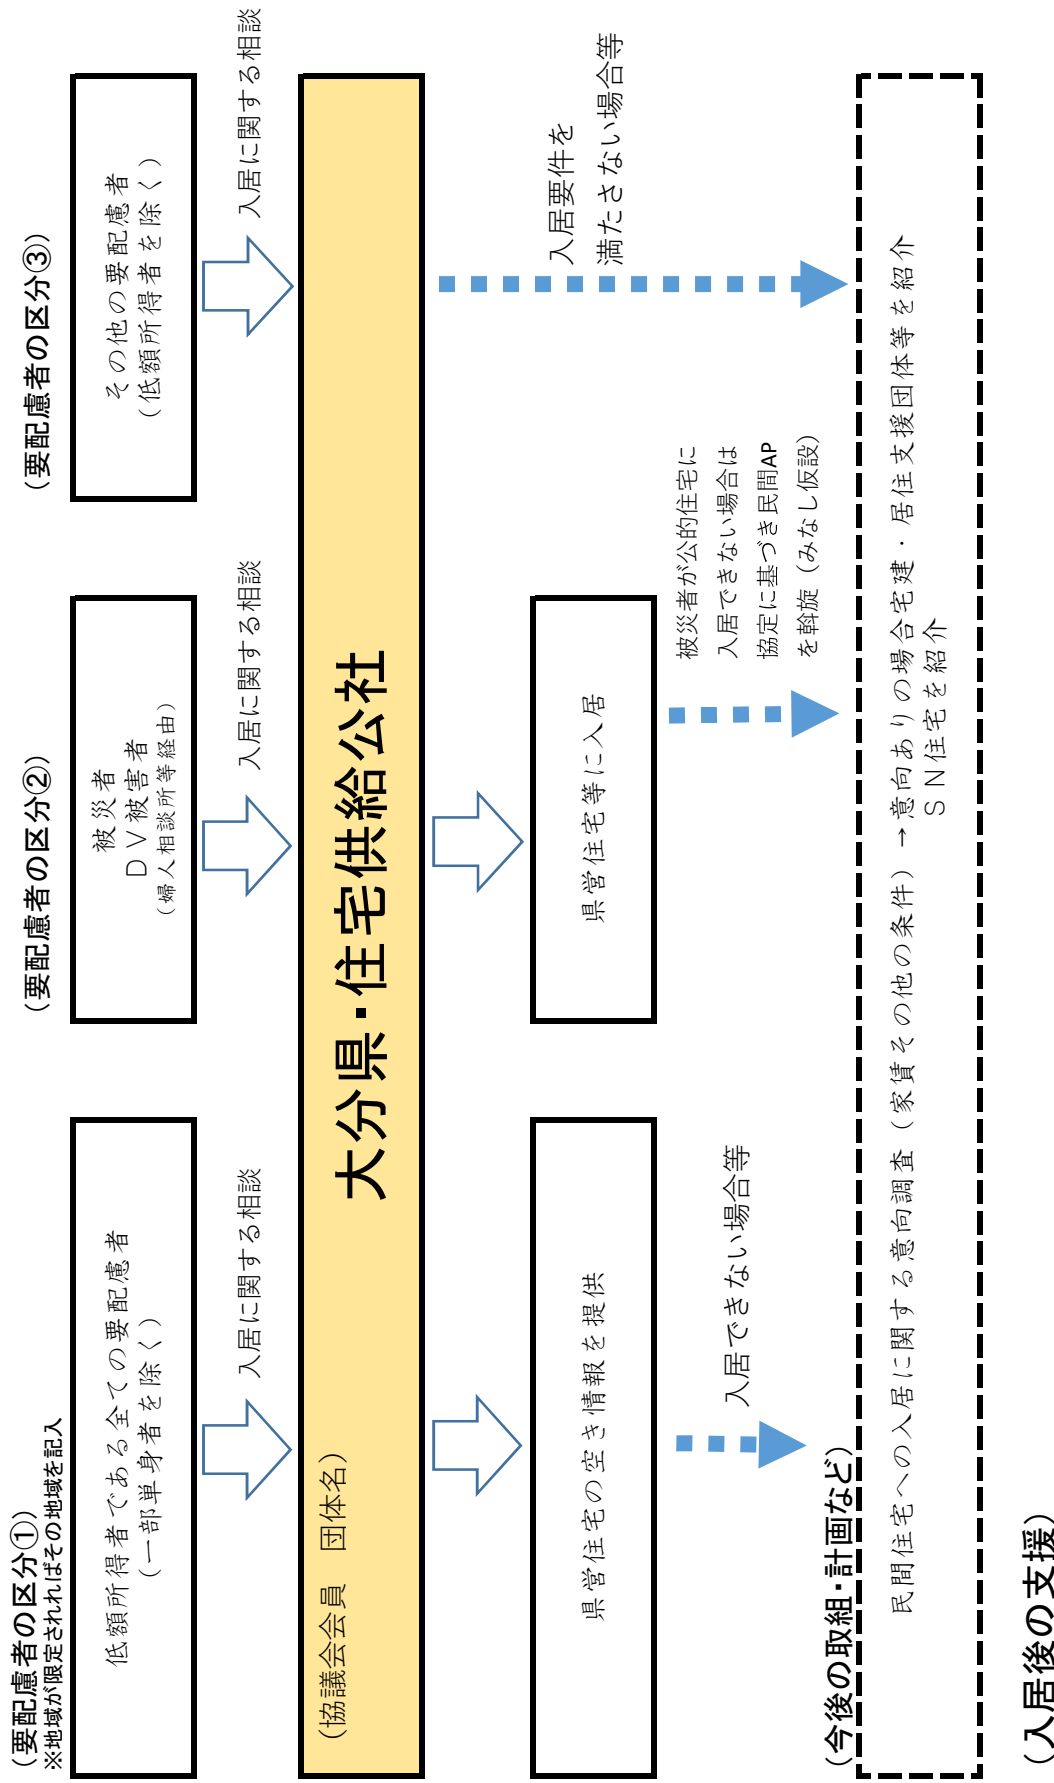 （要配慮者の区分①）
※地域が限定されればその地域を記入
低額所得者である全ての要配慮者
（一部単身者を除く）
（要配慮者の区分②）
被災者
ＤＶ被害者
（婦人相談所等経由）
（要配慮者の区分③）
その他の要配慮者
（低額所得者を除く）
入居に関する相談
入居に関する相談
入居に関する相談
（協議会会員　団体名）
大分県・住宅供給公社
県営住宅の空き情報を提供
県営住宅等に入居
入居要件を
満たさない場合等
入居できない場合等
被災者が公的住宅に
入居できない場合は
協定に基づき民間AP
を斡旋（みなし仮設）
（今後の取組・計画など）
民間住宅への入居に関する意向調査（家賃その他の条件）→意向ありの場合宅建・居住支援団体等を紹介
ＳＮ住宅を紹介
（入居後の支援）